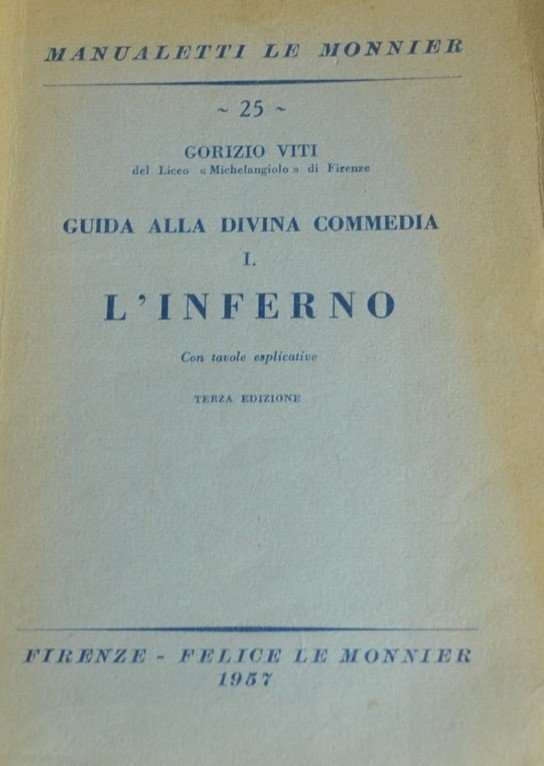 MANUALETTI LE MONNIER
~ 25 ~
GORIZIO VITI
del Liceo « Michelangiolo » di Firenze
GUIDA ALLA DIVINA COMMEDIA
I.
L'INFERNO
Con tavole esplicative
TERZA EDIZIONE
FIRENZE - FELICE LE MONNIER
1957